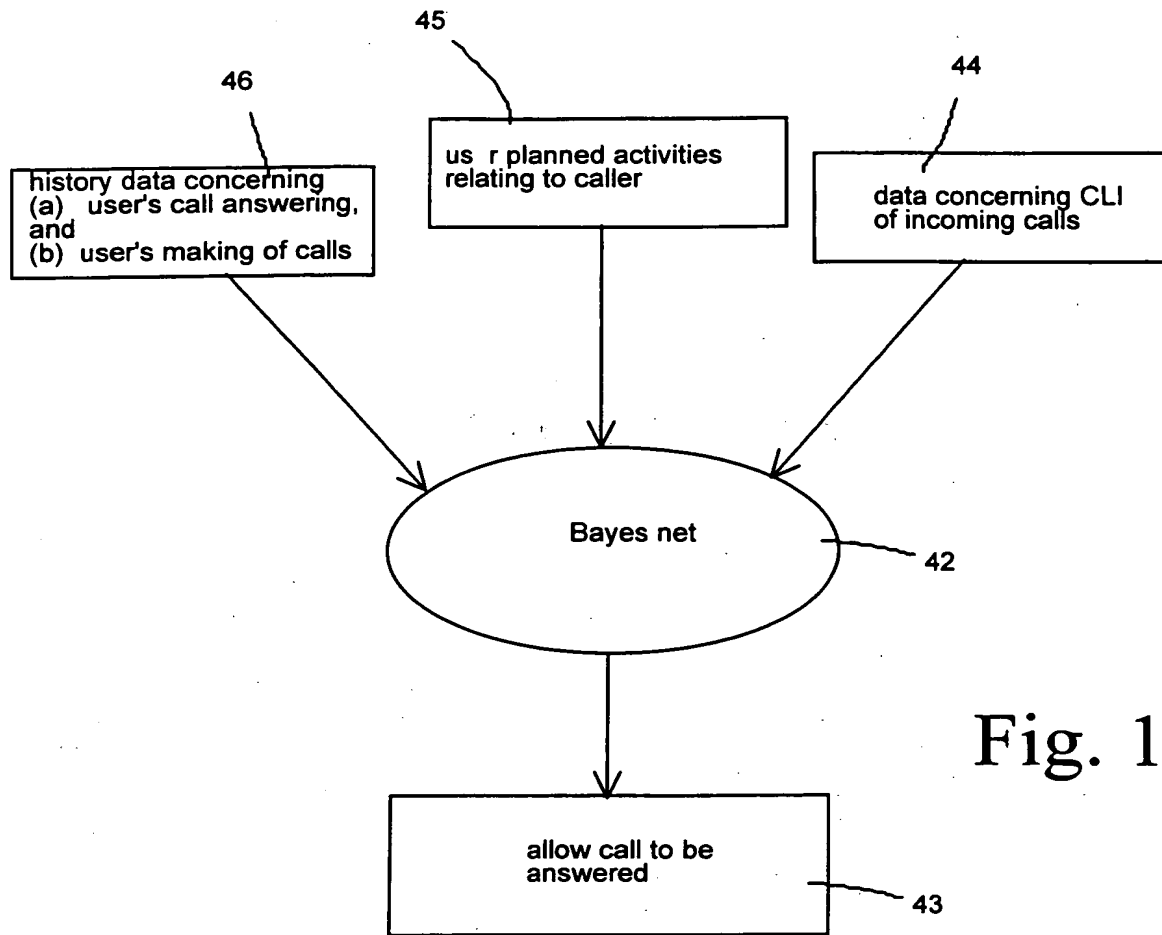 45
46
44
history data concerning
(a) user's call answering,
and
(b) user's making of calls
us r planned activities
relating to caller
data concerning CLI
of incoming calls
Bayes net
42
Fig. 1
allow call to be
answered
43